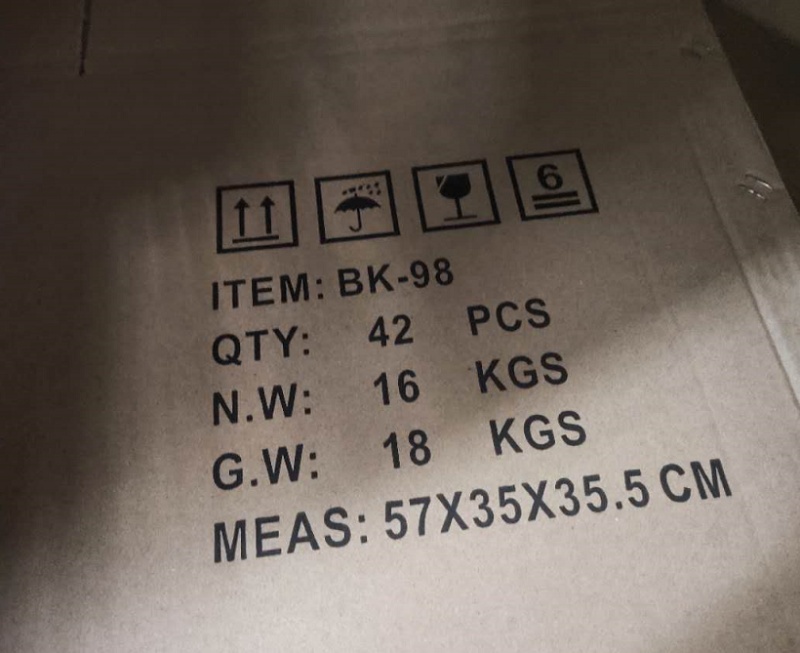 6
ITEM: BK-98
QTY: 42 PCS
N.W: 16 KGS
G.W: 18 KGS
MEAS: 57X35X35.5 CM